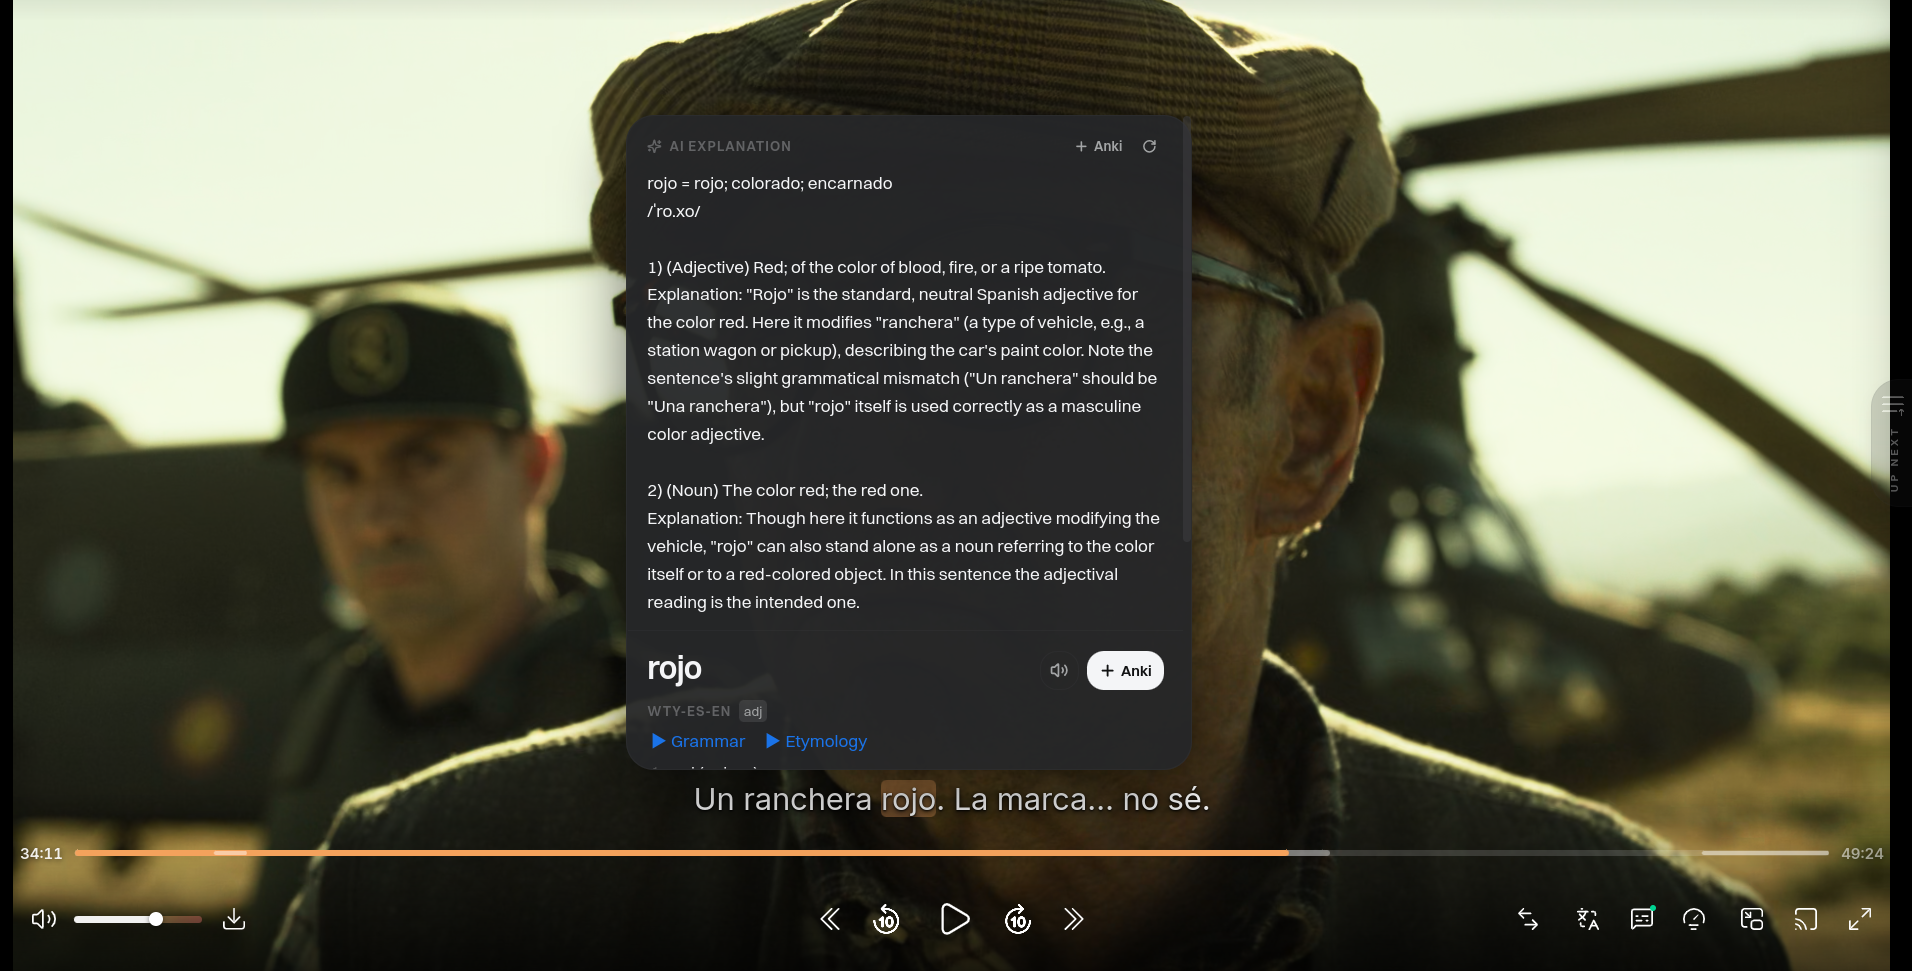 AI EXPLANATION
+ Anki
rojo = rojo; colorado; encarnado
/ˈro.xo/
1) (Adjective) Red; of the color of blood, fire, or a ripe tomato.
Explanation: "Rojo" is the standard, neutral Spanish adjective for
the color red. Here it modifies "ranchera" (a type of vehicle, e.g., a
station wagon or pickup), describing the car's paint color. Note the
sentence's slight grammatical mismatch ("Un ranchera" should be
"Una ranchera"), but "rojo" itself is used correctly as a masculine
color adjective.
2) (Noun) The color red; the red one.
Explanation: Though here it functions as an adjective modifying the
vehicle, "rojo" can also stand alone as a noun referring to the color
itself or to a red-colored object. In this sentence the adjectival
reading is the intended one.
rojo
+ Anki
WTY-ES-EN adj
▶ Grammar ▶ Etymology
Un ranchera rojo. La marca... no sé.
34:11
49:24
10
10
UP NEXT